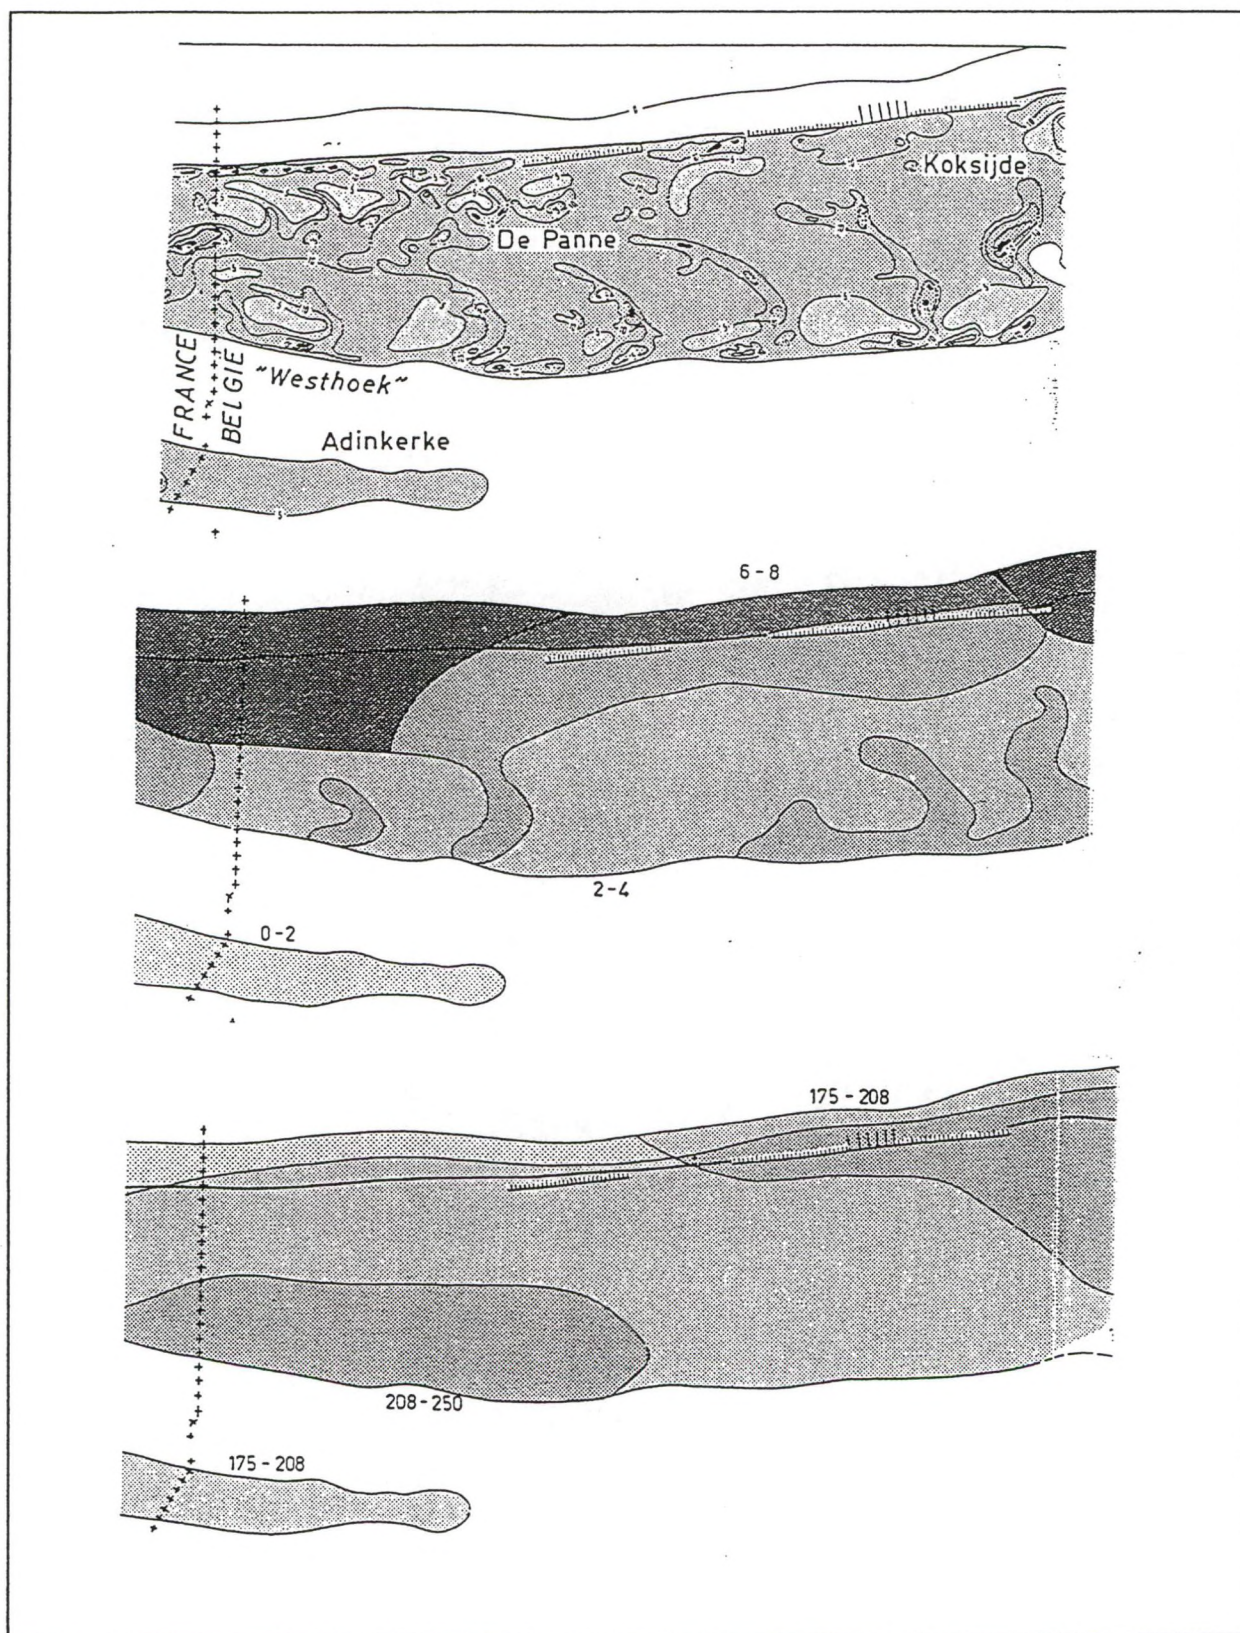 Koksijde
De Panne
FRANCE
BELGIE
"Westhoek"
Adinkerke
5
6-8
2-4
0-2
175-208
208-250
175-208